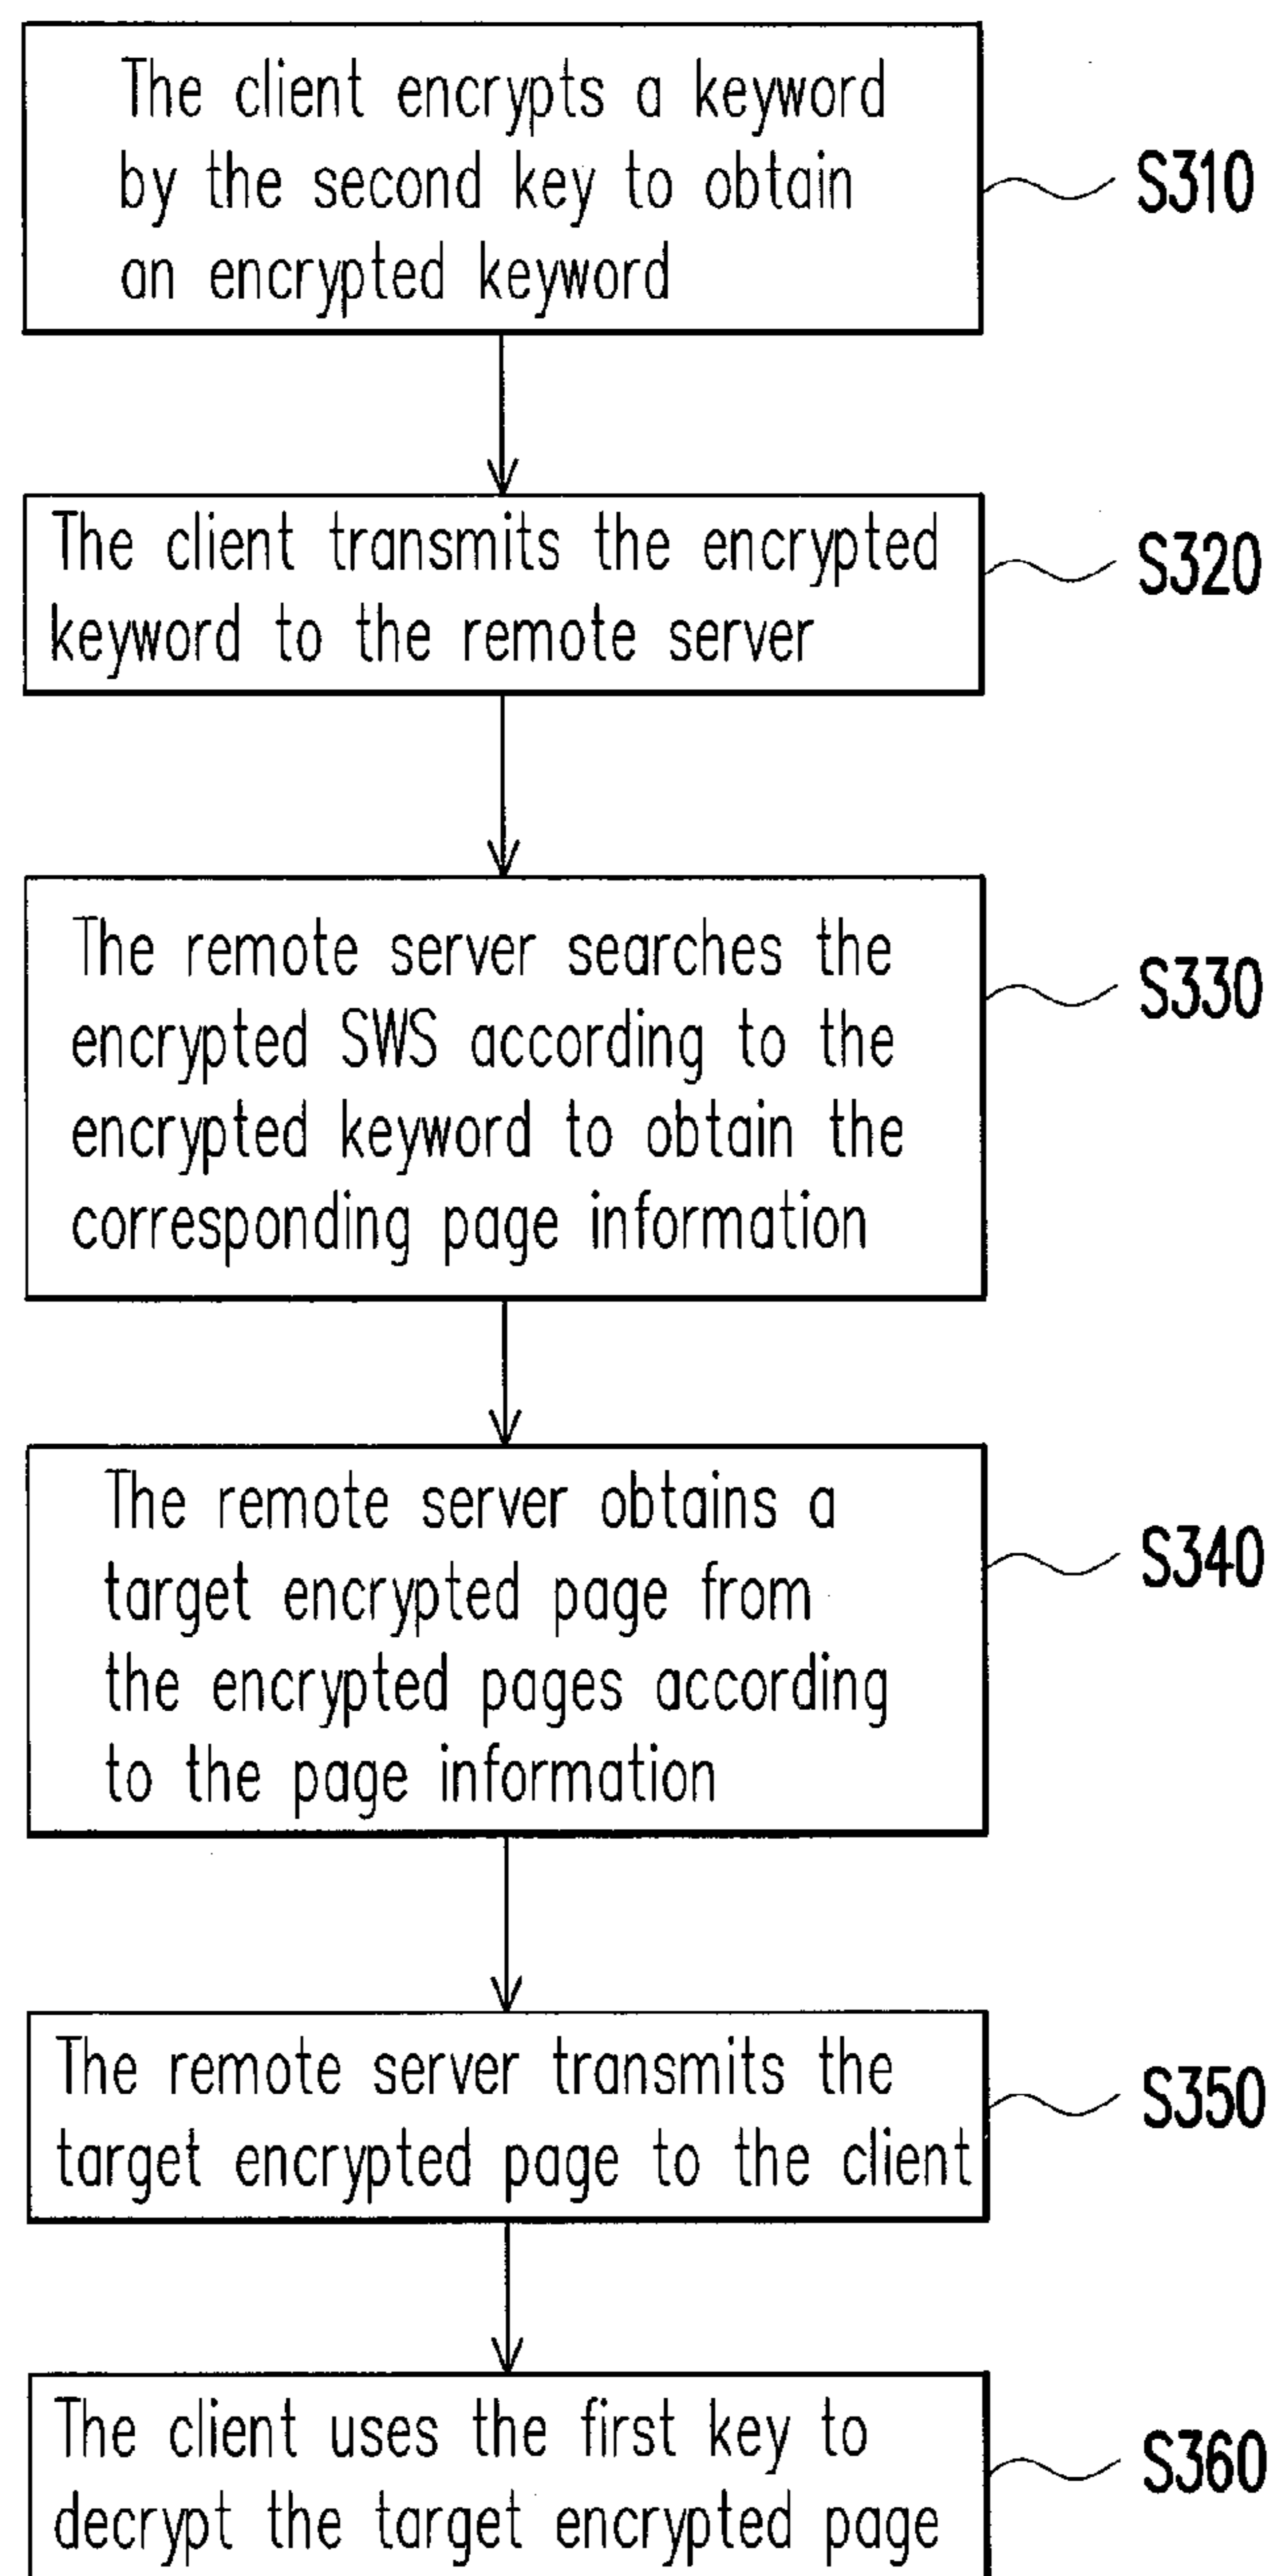 The client encrypts a keyword
by the second key to obtain
an encrypted keyword
S310
The client transmits the encrypted
keyword to the remote server
S320
The remote server searches the
encrypted SWS according to the
encrypted keyword to obtain the
corresponding page information
S330
The remote server obtains a
target encrypted page from
the encrypted pages according
to the page information
S340
The remote server transmits the
target encrypted page to the client
S350
The client uses the first key to
decrypt the target encrypted page
S360